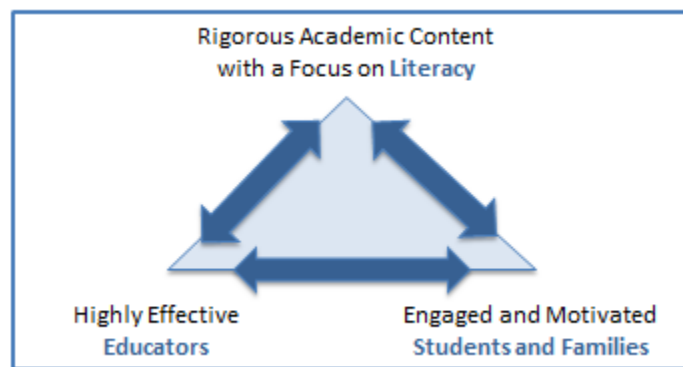 Rigorous Academic Content
with a Focus on Literacy
Highly Effective
Educators
Engaged and Motivated
Students and Families